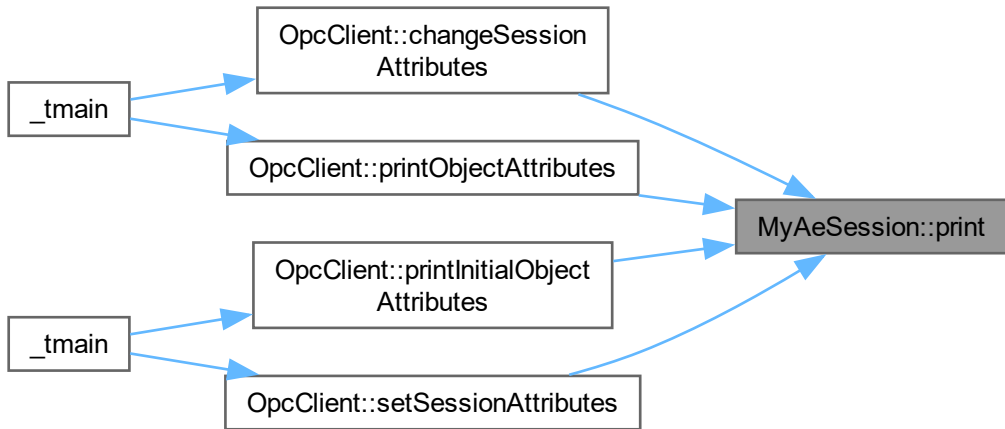 OpcClient::changeSession
Attributes
_tmain
OpcClient::printObjectAttributes
MyAeSession::print
OpcClient::printInitialObject
Attributes
_tmain
OpcClient::setSessionAttributes